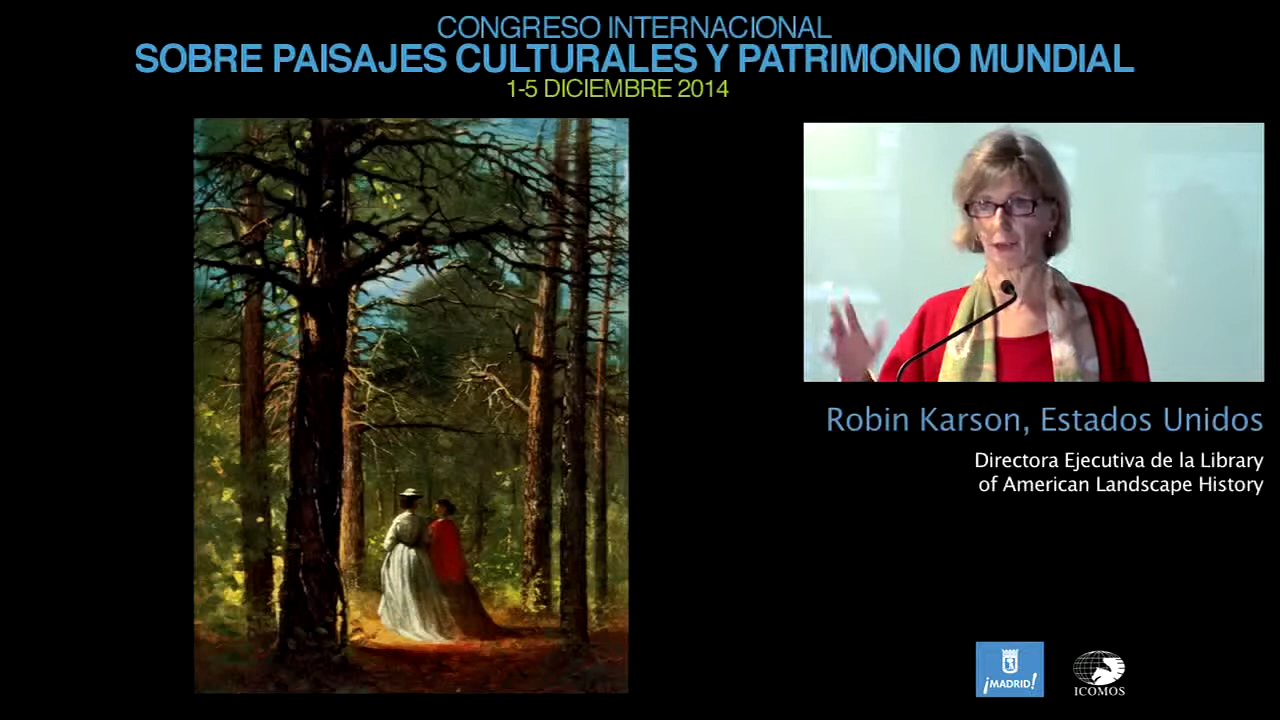 CONGRESO INTERNACIONAL
SOBRE PAISAJES CULTURALES Y PATRIMONIO MUNDIAL
1-5 DICIEMBRE 2014
Robin Karson, Estados Unidos
Directora Ejecutiva de la Library
of American Landscape History
¡MADRID!
ICOMOS